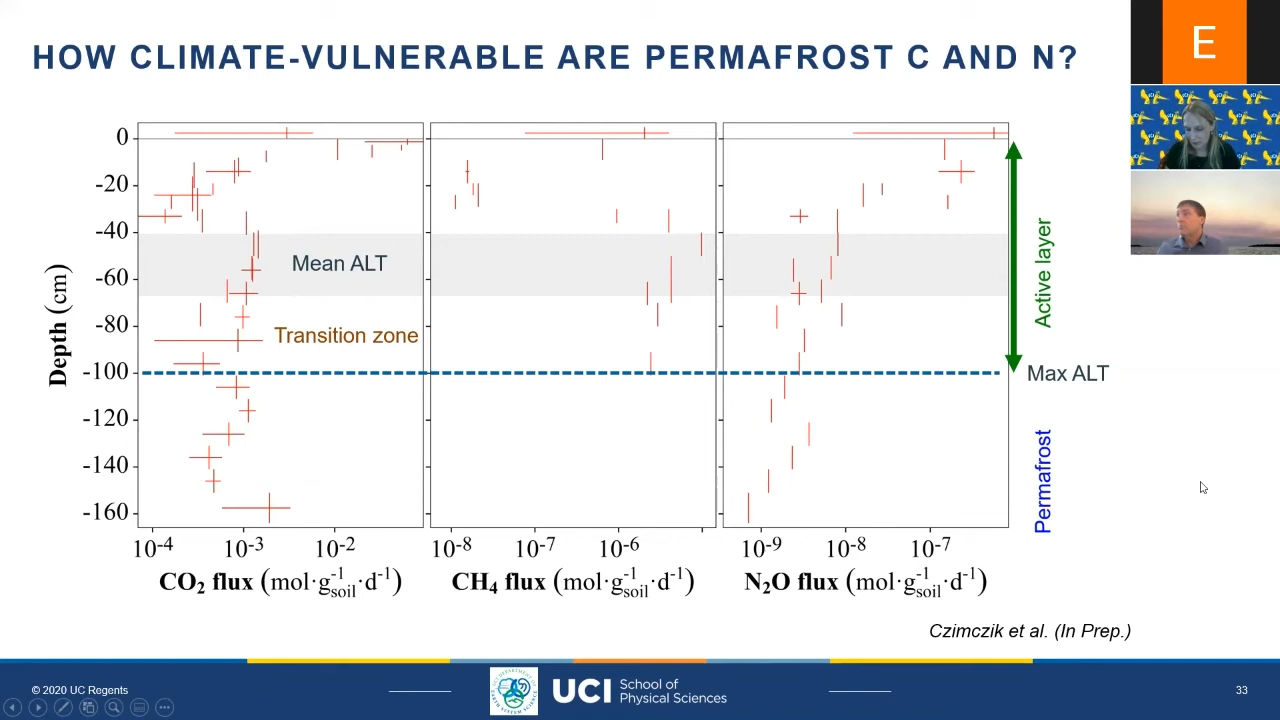 HOW CLIMATE-VULNERABLE ARE PERMAFROST C AND N?
E
Depth (cm)
0
-20
-40
-60
-80
-100
-120
-140
-160
Mean ALT
Transition zone
Active layer
Max ALT
Permafrost
10-4 10-3 10-2
10-8 10-7 10-6
10-9 10-8 10-7
CO2 flux (mol·g-1soil·d-1)
CH4 flux (mol·g-1soil·d-1)
N2O flux (mol·g-1soil·d-1)
Czimczik et al. (In Prep.)
© 2020 UC Regents
UCI School of
Physical Sciences
33